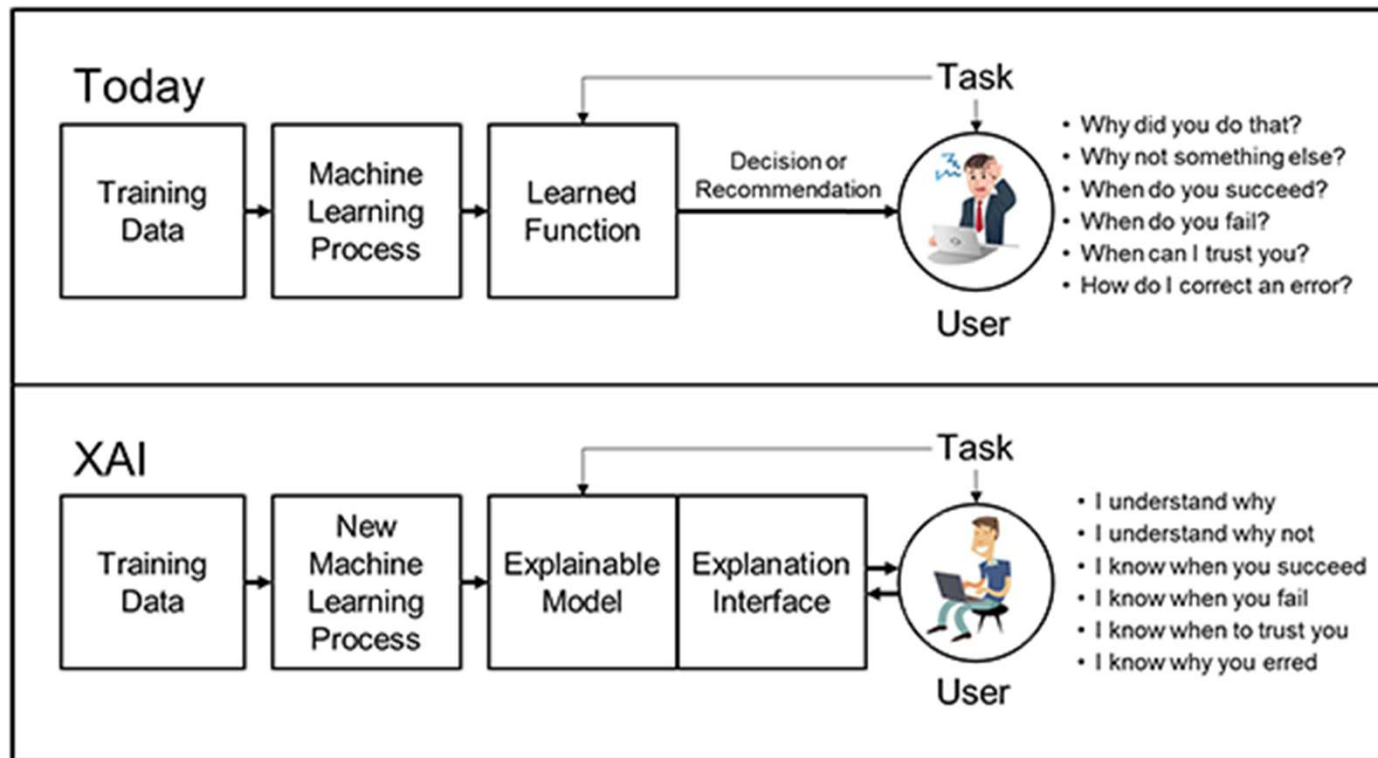 Today
Task
Training
Data
Machine
Learning
Process
Learned
Function
Decision or
Recommendation
User
• Why did you do that?
• Why not something else?
• When do you succeed?
• When do you fail?
• When can I trust you?
• How do I correct an error?
XAI
Task
Training
Data
New
Machine
Learning
Process
Explainable
Model
Explanation
Interface
User
• I understand why
• I understand why not
• I know when you succeed
• I know when you fail
• I know when to trust you
• I know why you erred